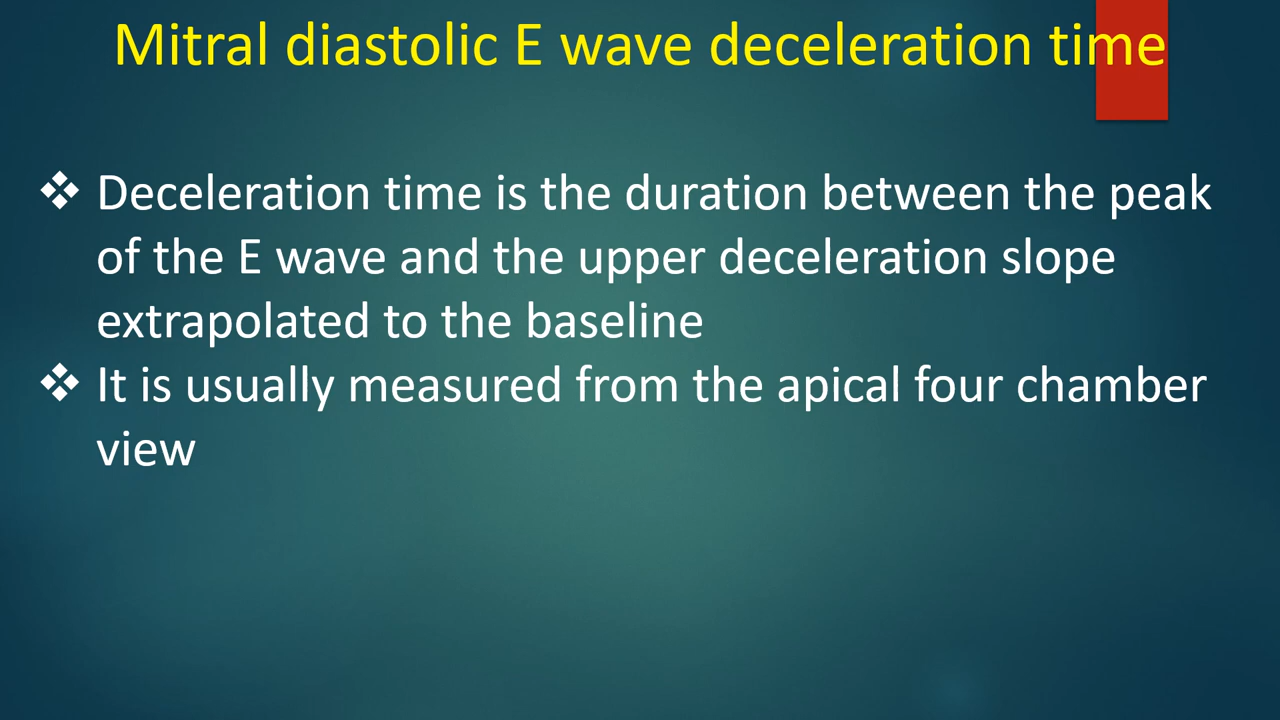 Mitral diastolic E wave deceleration time
❖ Deceleration time is the duration between the peak
of the E wave and the upper deceleration slope
extrapolated to the baseline
❖ It is usually measured from the apical four chamber
view